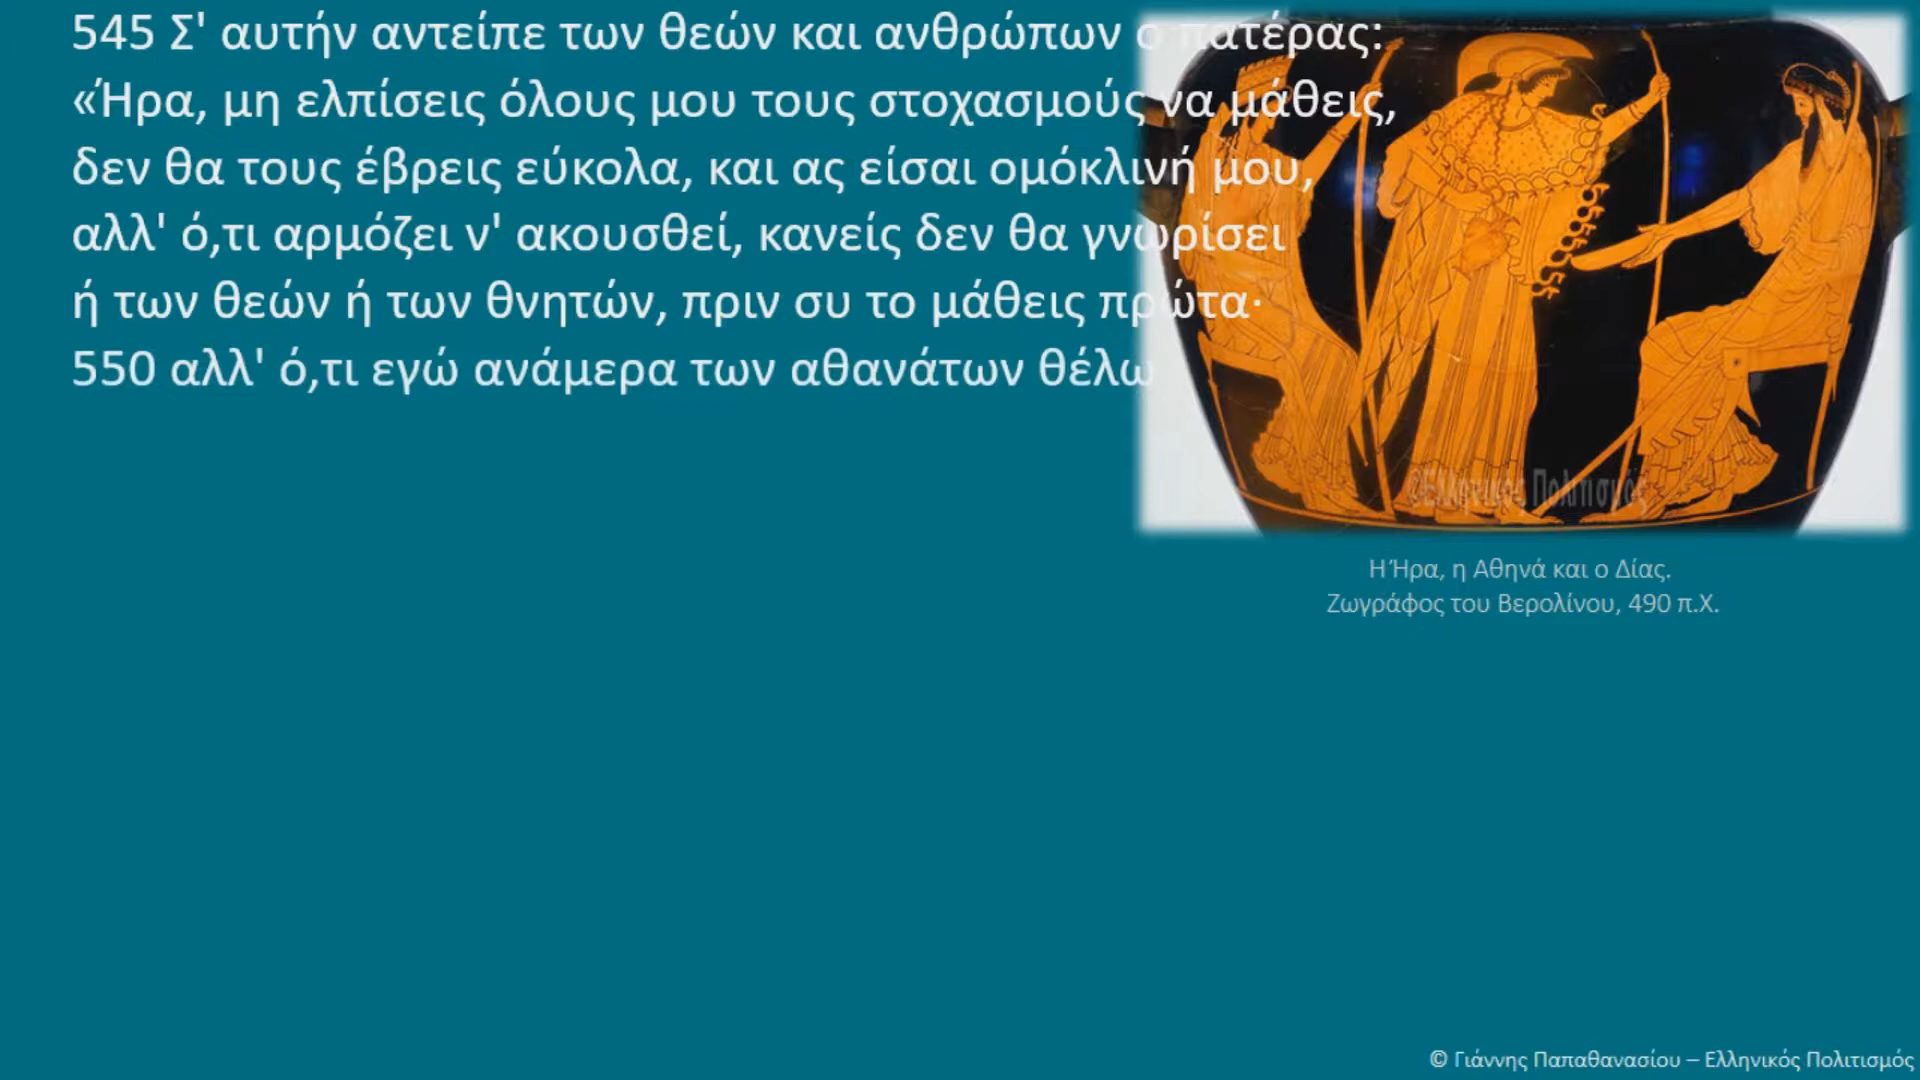 545 Σ' αυτήν αντείπε των θεών και ανθρώπων ο πατέρας:
«Ήρα, μη ελπίσεις όλους μου τους στοχασμούς να μάθεις,
δεν θα τους έβρεις εύκολα, και ας είσαι ομόκλινή μου,
αλλ' ό,τι αρμόζει ν' ακουσθεί, κανείς δεν θα γνωρίσει
ή των θεών ή των θνητών, πριν συ το μάθεις πρώτα·
550 αλλ' ό,τι εγώ ανάμερα των αθανάτων θέλω
©Ελληνικός Πολιτισμός
Η Ήρα, η Αθηνά και ο Δίας.
Ζωγράφος του Βερολίνου, 490 π.Χ.
© Γιάννης Παπαθανασίου – Ελληνικός Πολιτισμός